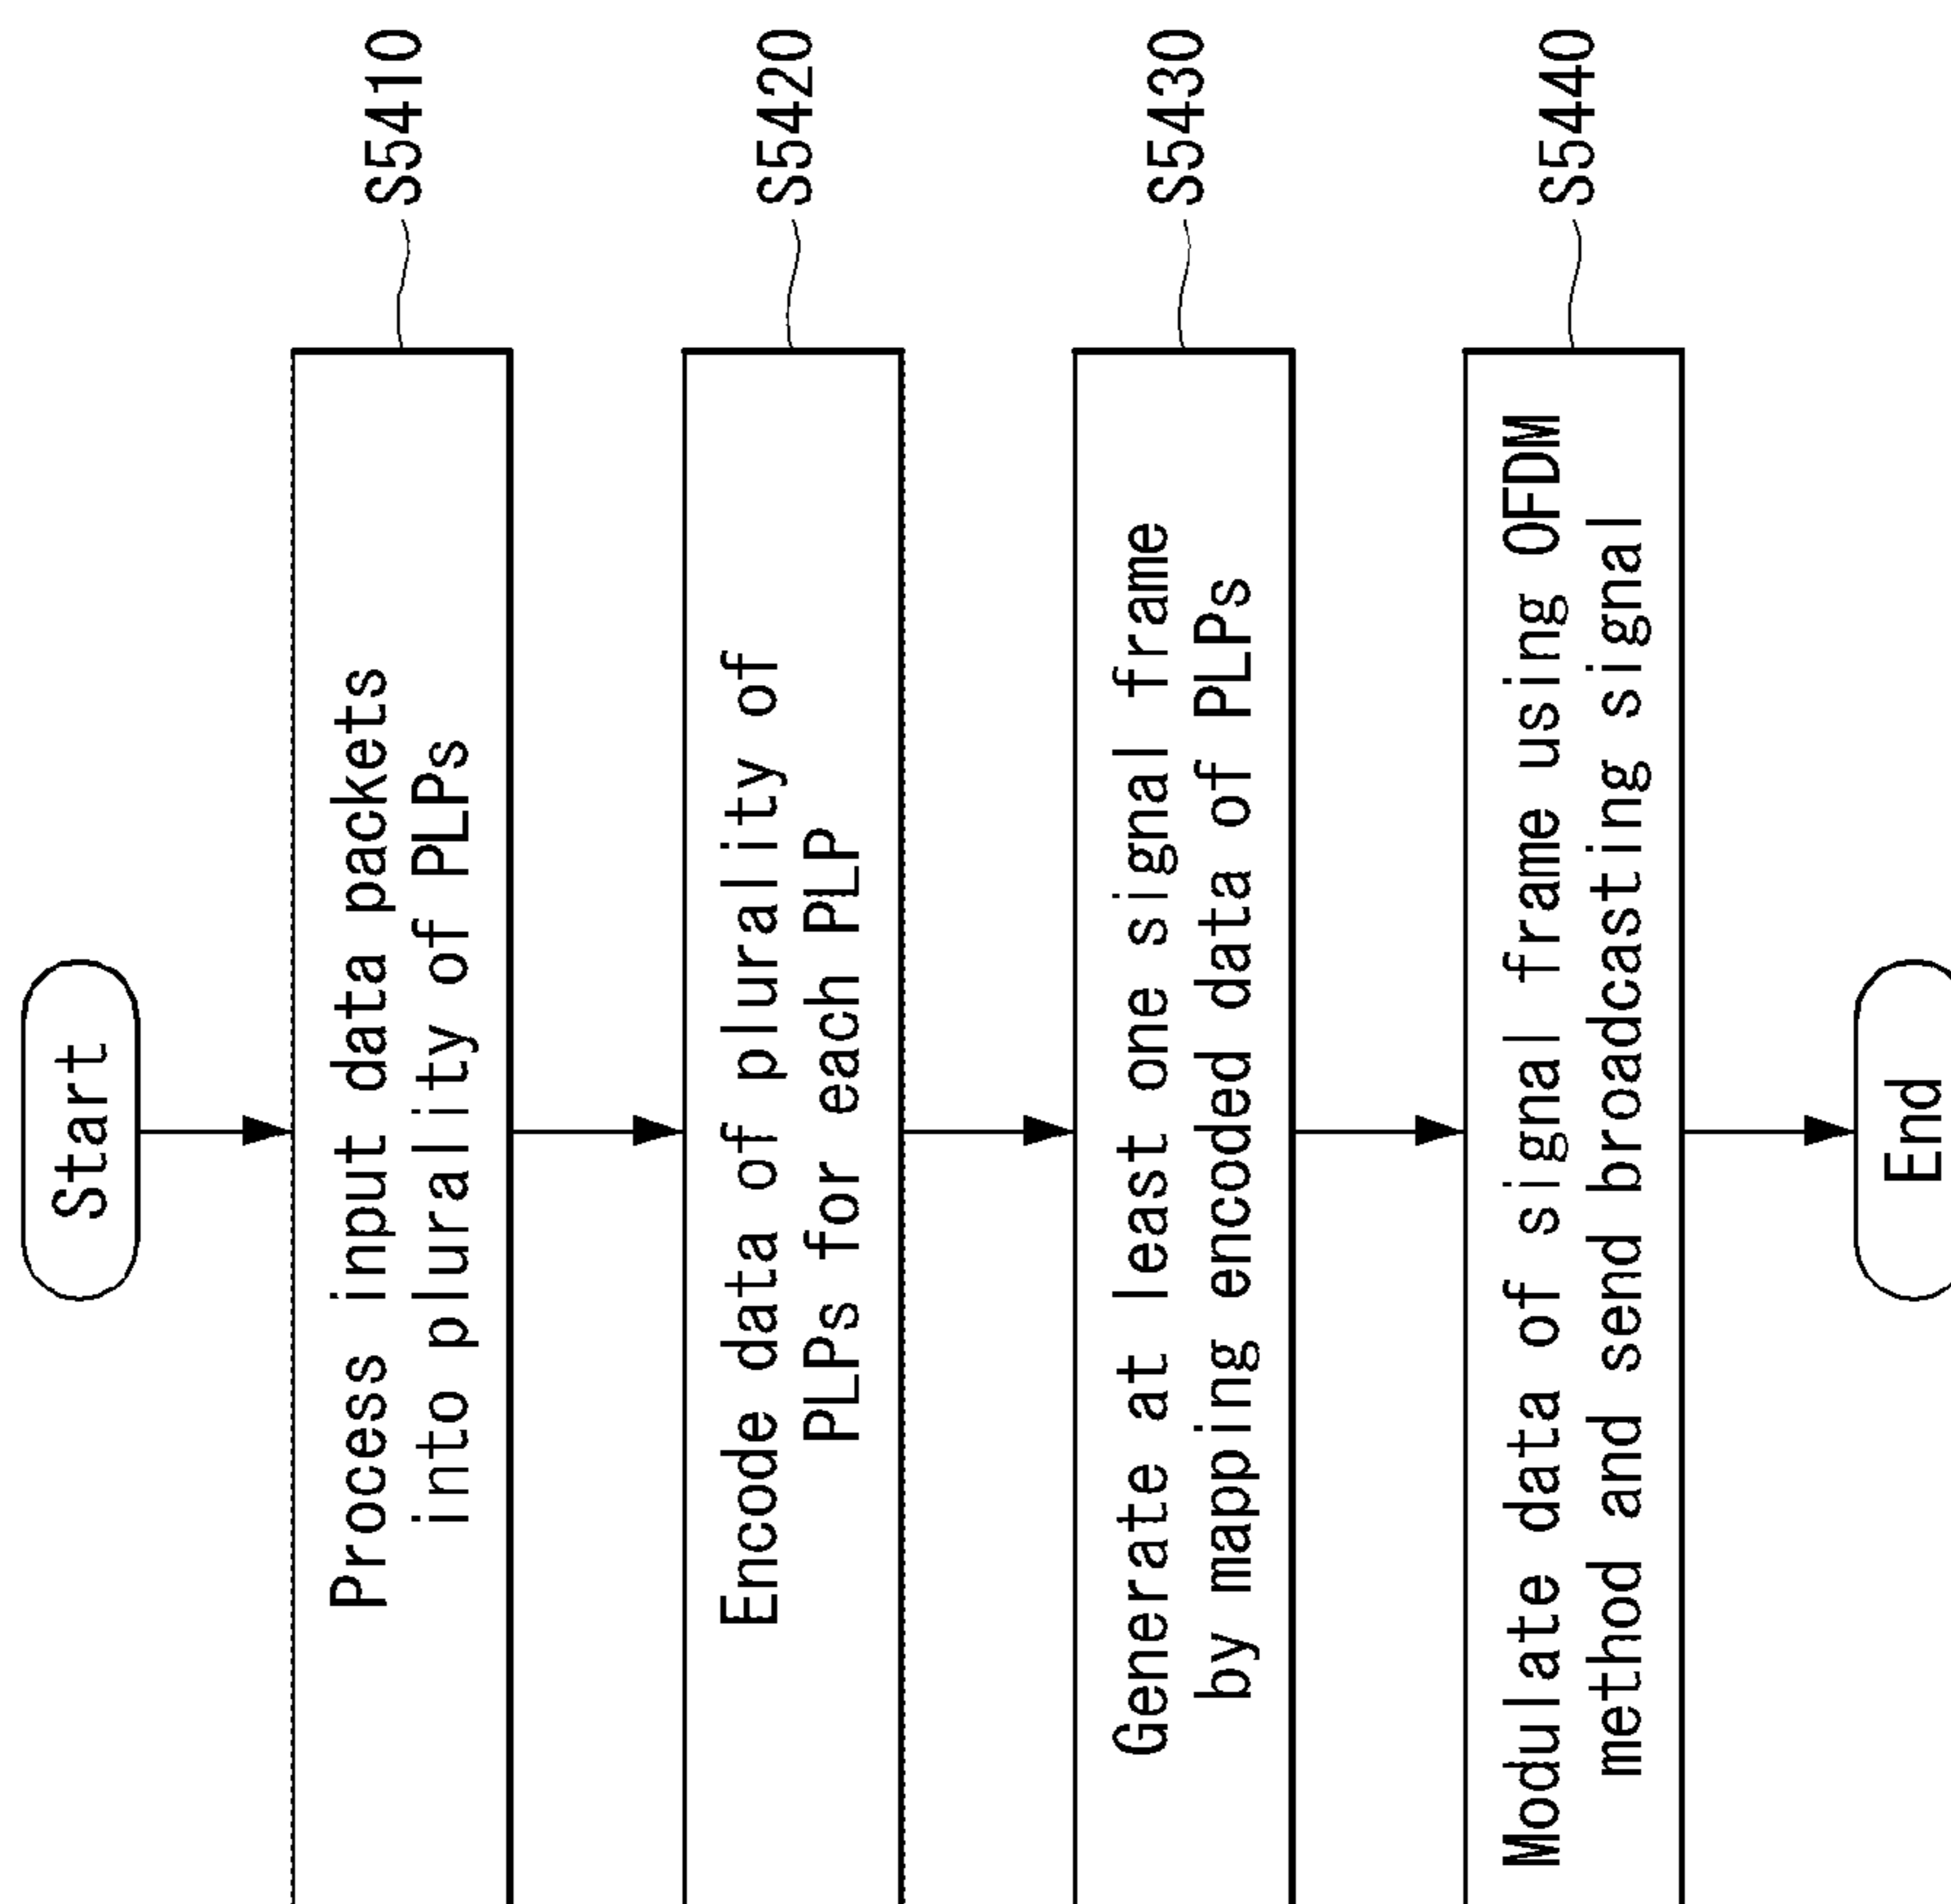 Start
Process input data packets
into plurality of PLPs
S5410
Encode data of plurality of
PLPs for each PLP
S5420
Generate at least one signal frame
by mapping encoded data of PLPs
S5430
Modulate data of signal frame using OFDM
method and send broadcasting signal
S5440
End